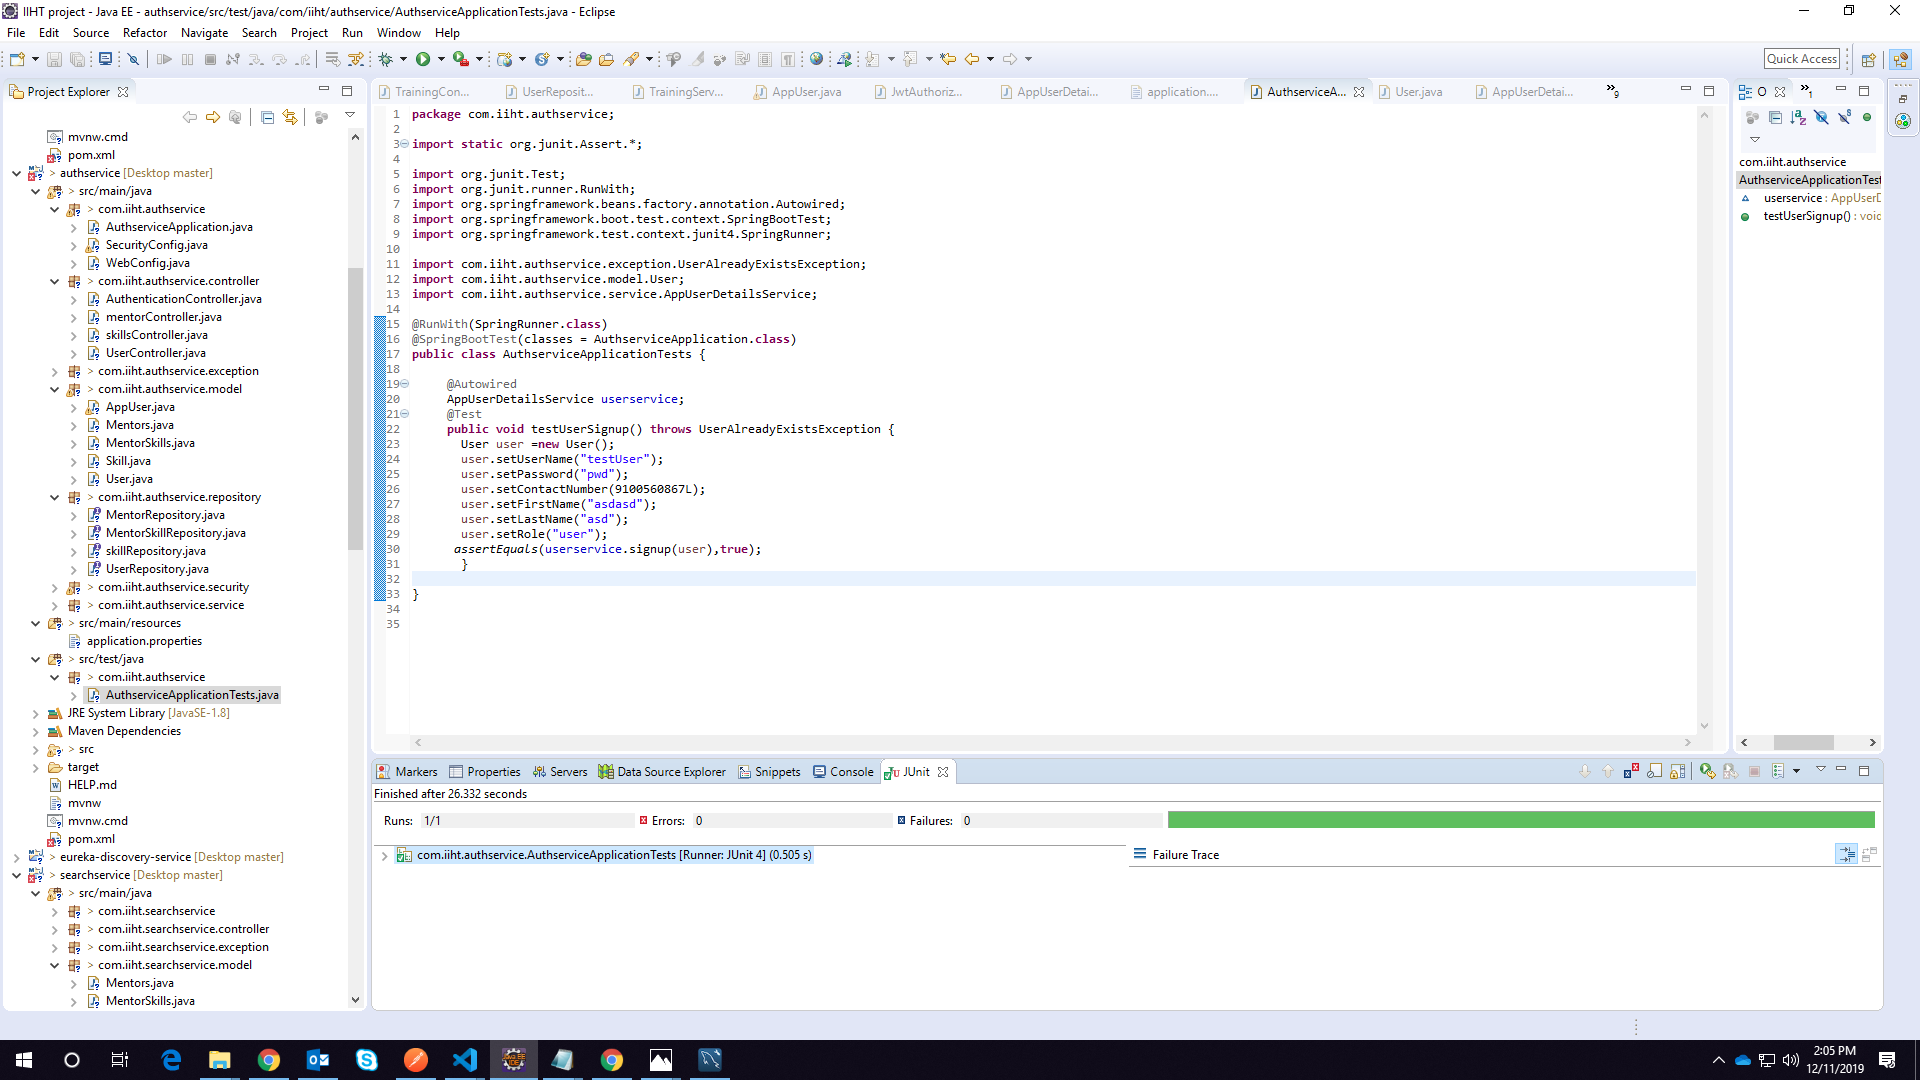 IIHT project - Java EE - authservice/src/test/java/com/iiht/authservice/AuthserviceApplicationTests.java - Eclipse
File Edit Source Refactor Navigate Search Project Run Window Help
Quick Access
Project Explorer
mvnw.cmd
pom.xml
> authservice [Desktop master]
> src/main/java
> com.iiht.authservice
AuthserviceApplication.java
SecurityConfig.java
WebConfig.java
> com.iiht.authservice.controller
AuthenticationController.java
mentorController.java
skillsController.java
UserController.java
> com.iiht.authservice.exception
> com.iiht.authservice.model
AppUser.java
Mentors.java
MentorSkills.java
Skill.java
User.java
> com.iiht.authservice.repository
MentorRepository.java
MentorSkillRepository.java
skillRepository.java
UserRepository.java
> com.iiht.authservice.security
> com.iiht.authservice.service
> src/main/resources
application.properties
> src/test/java
> com.iiht.authservice
AuthserviceApplicationTests.java
JRE System Library [JavaSE-1.8]
Maven Dependencies
> src
target
HELP.md
mvnw
mvnw.cmd
pom.xml
> eureka-discovery-service [Desktop master]
> searchservice [Desktop master]
> src/main/java
> com.iiht.searchservice
> com.iiht.searchservice.controller
> com.iiht.searchservice.exception
> com.iiht.searchservice.model
Mentors.java
MentorSkills.java
TrainingCon... UserReposit... TrainingServ... AppUser.java JwtAuthoriz... AppUserDetai... application.... AuthserviceA... User.java AppUserDetai... »9
1 package com.iiht.authservice;
2
3 import static org.junit.Assert.*;
4
5 import org.junit.Test;
6 import org.junit.runner.RunWith;
7 import org.springframework.beans.factory.annotation.Autowired;
8 import org.springframework.boot.test.context.SpringBootTest;
9 import org.springframework.test.context.junit4.SpringRunner;
10
11 import com.iiht.authservice.exception.UserAlreadyExistsException;
12 import com.iiht.authservice.model.User;
13 import com.iiht.authservice.service.AppUserDetailsService;
14
15 @RunWith(SpringRunner.class)
16 @SpringBootTest(classes = AuthserviceApplication.class)
17 public class AuthserviceApplicationTests {
18
19 @Autowired
20 AppUserDetailsService userservice;
21 @Test
22 public void testUserSignup() throws UserAlreadyExistsException {
23 User user =new User();
24 user.setUserName("testUser");
25 user.setPassword("pwd");
26 user.setContactNumber(9100560867L);
27 user.setFirstName("asdasd");
28 user.setLastName("asd");
29 user.setRole("user");
30 assertEquals(userservice.signup(user),true);
31 }
32
33 }
34
35
O »1
com.iiht.authservice
AuthserviceApplicationTest
userservice : AppUserD
testUserSignup() : void
Markers Properties Servers Data Source Explorer Snippets Console JUnit
Finished after 26.332 seconds
Runs: 1/1 Errors: 0 Failures: 0
com.iiht.authservice.AuthserviceApplicationTests [Runner: JUnit 4] (0.505 s)
Failure Trace
2:05 PM
12/11/2019